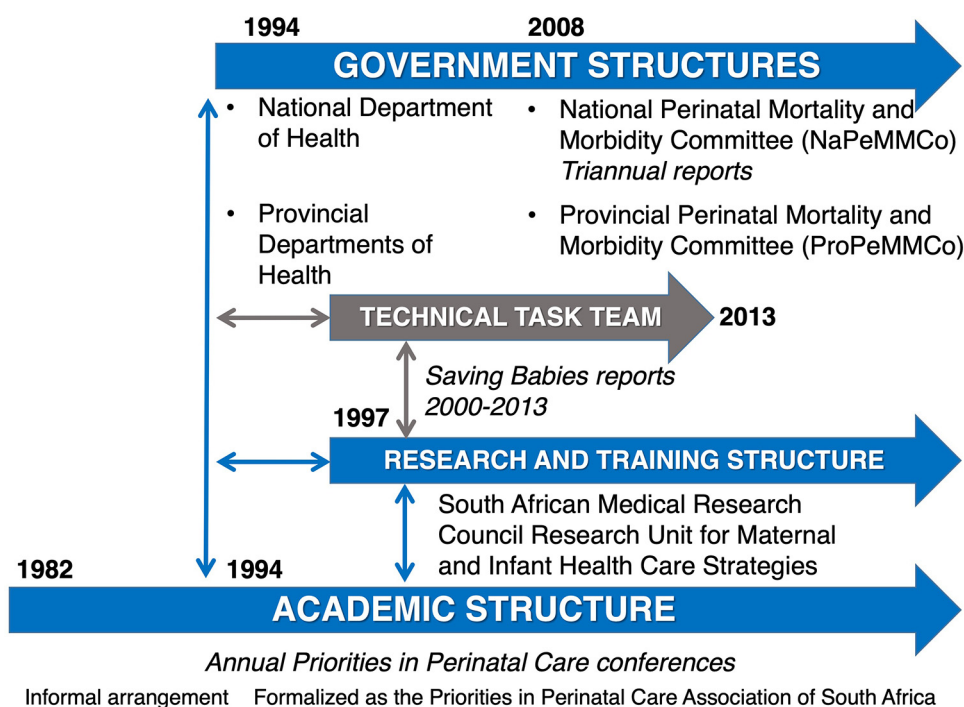 1994
2008
GOVERNMENT STRUCTURES
• National Department
of Health
• Provincial
Departments of
Health
• National Perinatal Mortality and
Morbidity Committee (NaPeMMCo)
Triannual reports
• Provincial Perinatal Mortality and
Morbidity Committee (ProPeMMCo)
TECHNICAL TASK TEAM
2013
Saving Babies reports
2000-2013
1997
RESEARCH AND TRAINING STRUCTURE
South African Medical Research
Council Research Unit for Maternal
and Infant Health Care Strategies
1982
1994
ACADEMIC STRUCTURE
Annual Priorities in Perinatal Care conferences
Informal arrangement
Formalized as the Priorities in Perinatal Care Association of South Africa